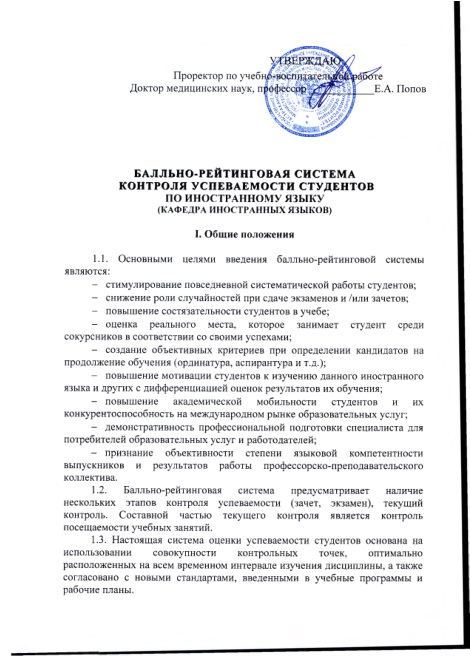 УТВЕРЖДАЮ
Проректор по учебно-воспитательной работе
Доктор медицинских наук, профессор ____________Е.А. Попов
БАЛЛЬНО-РЕЙТИНГОВАЯ СИСТЕМА
КОНТРОЛЯ УСПЕВАЕМОСТИ СТУДЕНТОВ
ПО ИНОСТРАННОМУ ЯЗЫКУ
(КАФЕДРА ИНОСТРАННЫХ ЯЗЫКОВ)
I. Общие положения
1.1. Основными целями введения балльно-рейтинговой системы
являются:
– стимулирование повседневной систематической работы студентов;
– снижение роли случайностей при сдаче экзаменов и /или зачетов;
– повышение состязательности студентов в учебе;
– оценка реального места, которое занимает студент среди
сокурсников в соответствии со своими успехами;
– создание объективных критериев при определении кандидатов на
продолжение обучения (ординатура, аспирантура и т.д.);
– повышение мотивации студентов к изучению данного иностранного
языка и других с дифференциацией оценок результатов их обучения;
– повышение академической мобильности студентов и их
конкурентоспособность на международном рынке образовательных услуг;
– демонстративность профессиональной подготовки специалиста для
потребителей образовательных услуг и работодателей;
– признание объективности степени языковой компетентности
выпускников и результатов работы профессорско-преподавательского
коллектива.
1.2. Балльно-рейтинговая система предусматривает наличие
нескольких этапов контроля успеваемости (зачет, экзамен), текущий
контроль. Составной частью текущего контроля является контроль
посещаемости учебных занятий.
1.3. Настоящая система оценки успеваемости студентов основана на
использовании совокупности контрольных точек, оптимально
расположенных на всем временном интервале изучения дисциплины, а также
согласовано с новыми стандартами, введенными в учебные программы и
рабочие планы.